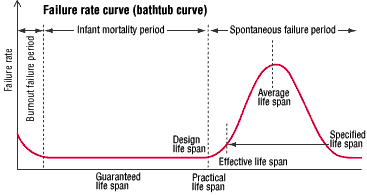 Failure rate curve (bathtub curve)
Infant mortality period
Spontaneous failure period
Failure rate
Burnout failure period
Average
life span
Design
life span
Specified
life span
Effective life span
Guaranteed
life span
Practical
life span